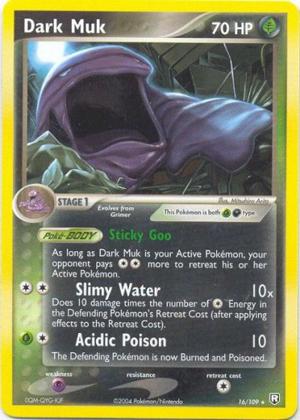 Dark Muk 70 HP
Illus. Mitsuhiro Arita
STAGE 1 Evolves from Grimer
This Pokémon is both type
Poké-BODY Sticky Goo
As long as Dark Muk is your Active Pokémon, your
opponent pays more to retreat his or her
Active Pokémon.
Slimy Water 10x
Does 10 damage times the number of Energy in
the Defending Pokémon's Retreat Cost (after applying
effects to the Retreat Cost).
Acidic Poison 10
The Defending Pokémon is now Burned and Poisoned.
weakness resistance retreat cost
©2004 Pokémon/Nintendo 16/109
R